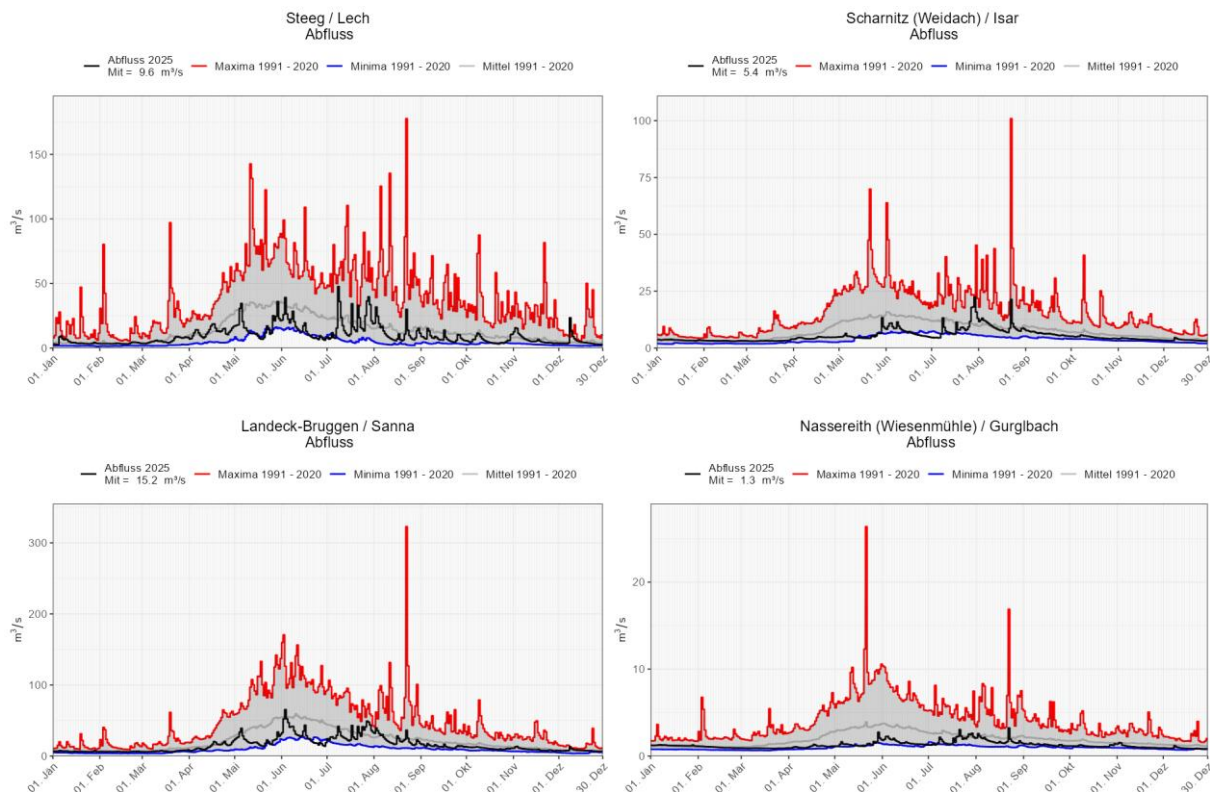 Steeg / Lech
Abfluss
Abfluss 2025
Mit = 9.6 m³/s
Maxima 1991 - 2020
Minima 1991 - 2020
Mittel 1991 - 2020
m³/s
150
100
50
0
01. Jan
01. Feb
01. Mär
01. Apr
01. Mai
01. Jun
01. Jul
01. Aug
01. Sep
01. Okt
01. Nov
01. Dez
30. Dez
Scharnitz (Weidach) / Isar
Abfluss
Abfluss 2025
Mit = 5.4 m³/s
Maxima 1991 - 2020
Minima 1991 - 2020
Mittel 1991 - 2020
m³/s
100
75
50
25
0
01. Jan
01. Feb
01. Mär
01. Apr
01. Mai
01. Jun
01. Jul
01. Aug
01. Sep
01. Okt
01. Nov
01. Dez
30. Dez
Landeck-Bruggen / Sanna
Abfluss
Abfluss 2025
Mit = 15.2 m³/s
Maxima 1991 - 2020
Minima 1991 - 2020
Mittel 1991 - 2020
m³/s
300
200
100
0
01. Jan
01. Feb
01. Mär
01. Apr
01. Mai
01. Jun
01. Jul
01. Aug
01. Sep
01. Okt
01. Nov
01. Dez
30. Dez
Nassereith (Wiesenmühle) / Gurglbach
Abfluss
Abfluss 2025
Mit = 1.3 m³/s
Maxima 1991 - 2020
Minima 1991 - 2020
Mittel 1991 - 2020
m³/s
20
10
0
01. Jan
01. Feb
01. Mär
01. Apr
01. Mai
01. Jun
01. Jul
01. Aug
01. Sep
01. Okt
01. Nov
01. Dez
30. Dez